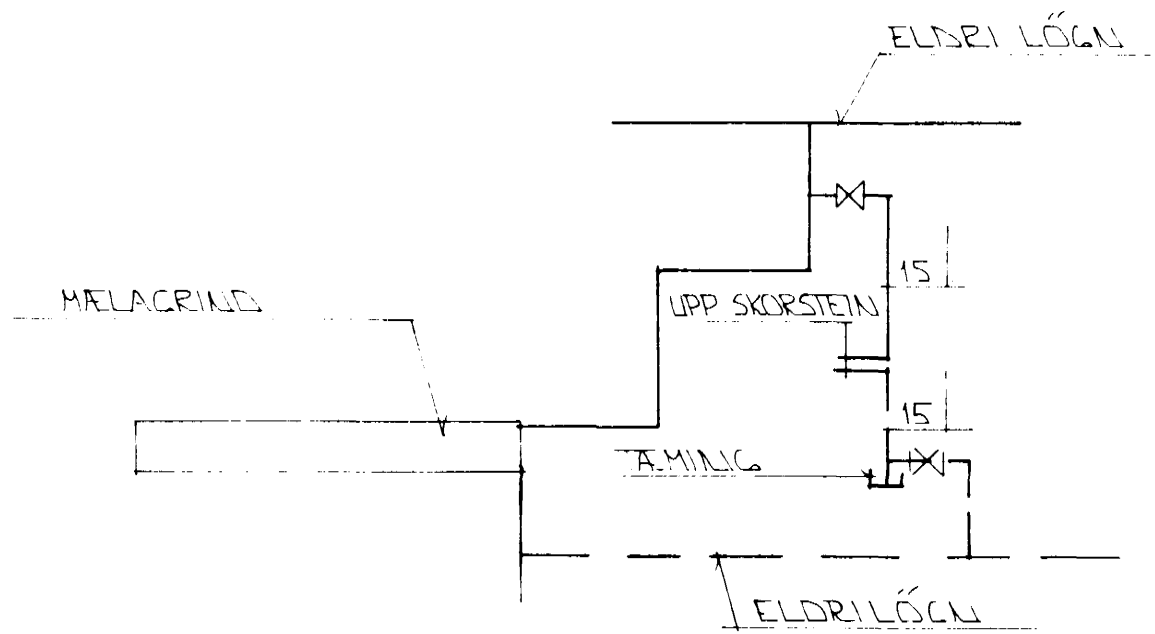 ELDRI LÖGN
15
MÆLAGRIND
UPP SKORSTEIN
15
TÆMING
ELDRI LÖGN